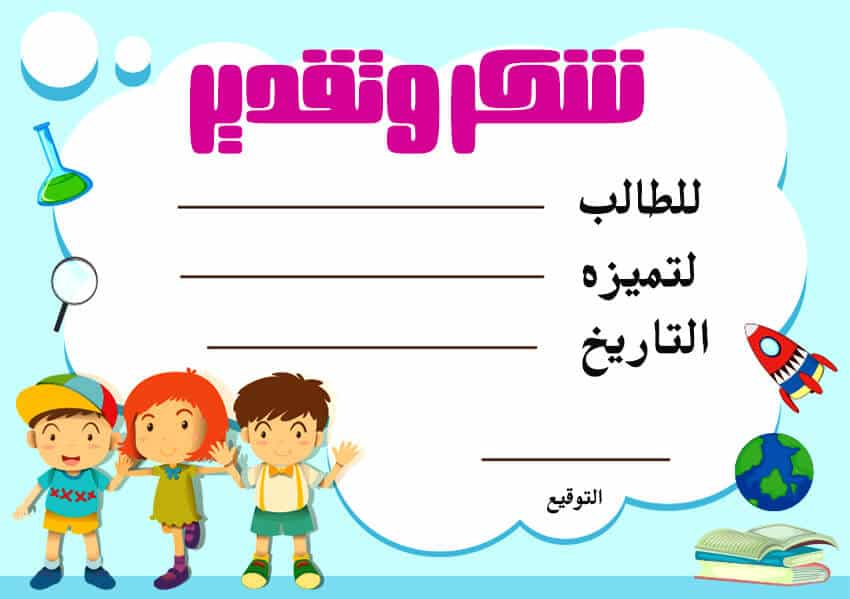 شكر وتقدير
للطالب
لتميزه
التاريخ
التوقيع